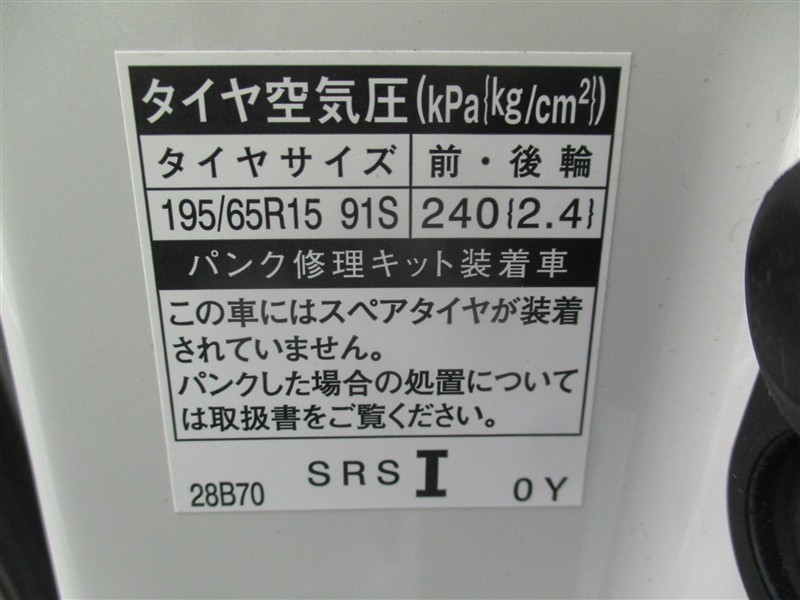 タイヤ空気圧(kPa{kg/cm²})
タイヤサイズ 前・後輪
195/65R15 91S 240{2.4}
パンク修理キット装着車
この車にはスペアタイヤが装着
されていません。
パンクした場合の処置について
は取扱書をご覧ください。
28B70 SRS I 0Y